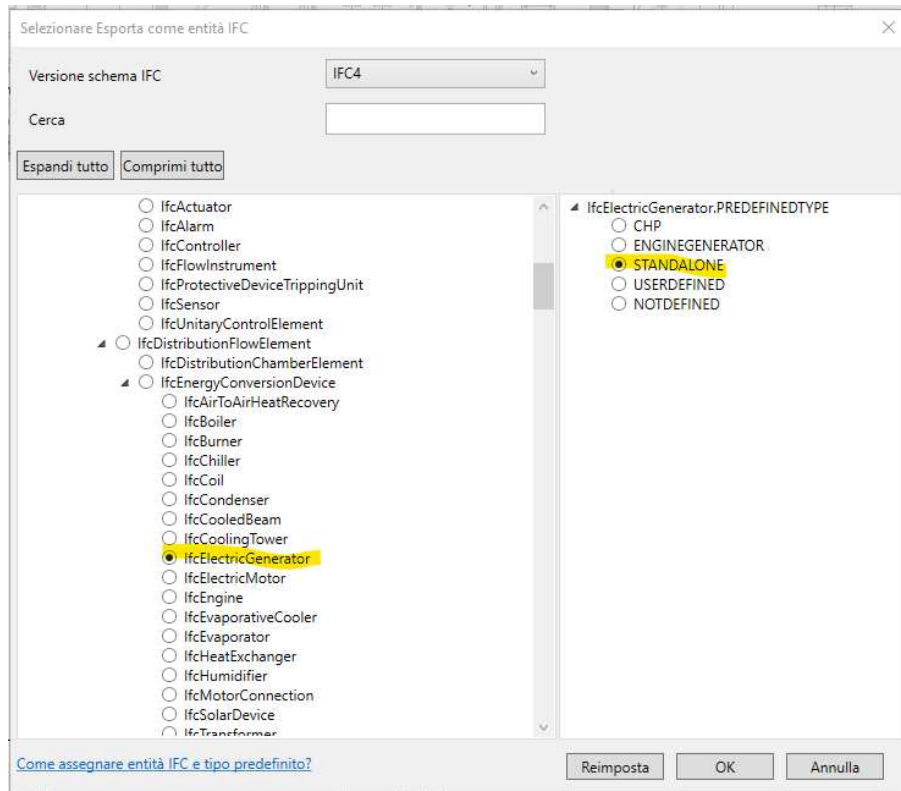 Selezionare Esporta come entità IFC
Versione schema IFC
IFC4
Cerca
Espandi tutto
Comprimi tutto
IfcActuator
IfcAlarm
IfcController
IfcFlowInstrument
IfcProtectiveDeviceTrippingUnit
IfcSensor
IfcUnitaryControlElement
IfcDistributionFlowElement
IfcDistributionChamberElement
IfcEnergyConversionDevice
IfcAirToAirHeatRecovery
IfcBoiler
IfcBurner
IfcChiller
IfcCoil
IfcCondenser
IfcCooledBeam
IfcCoolingTower
IfcElectricGenerator
IfcElectricMotor
IfcEngine
IfcEvaporativeCooler
IfcEvaporator
IfcHeatExchanger
IfcHumidifier
IfcMotorConnection
IfcSolarDevice
IfcTransformer
IfcElectricGenerator.PREDEFINEDTYPE
CHP
ENGINEGENERATOR
STANDALONE
USERDEFINED
NOTDEFINED
Come assegnare entità IFC e tipo predefinito?
Reimposta
OK
Annulla